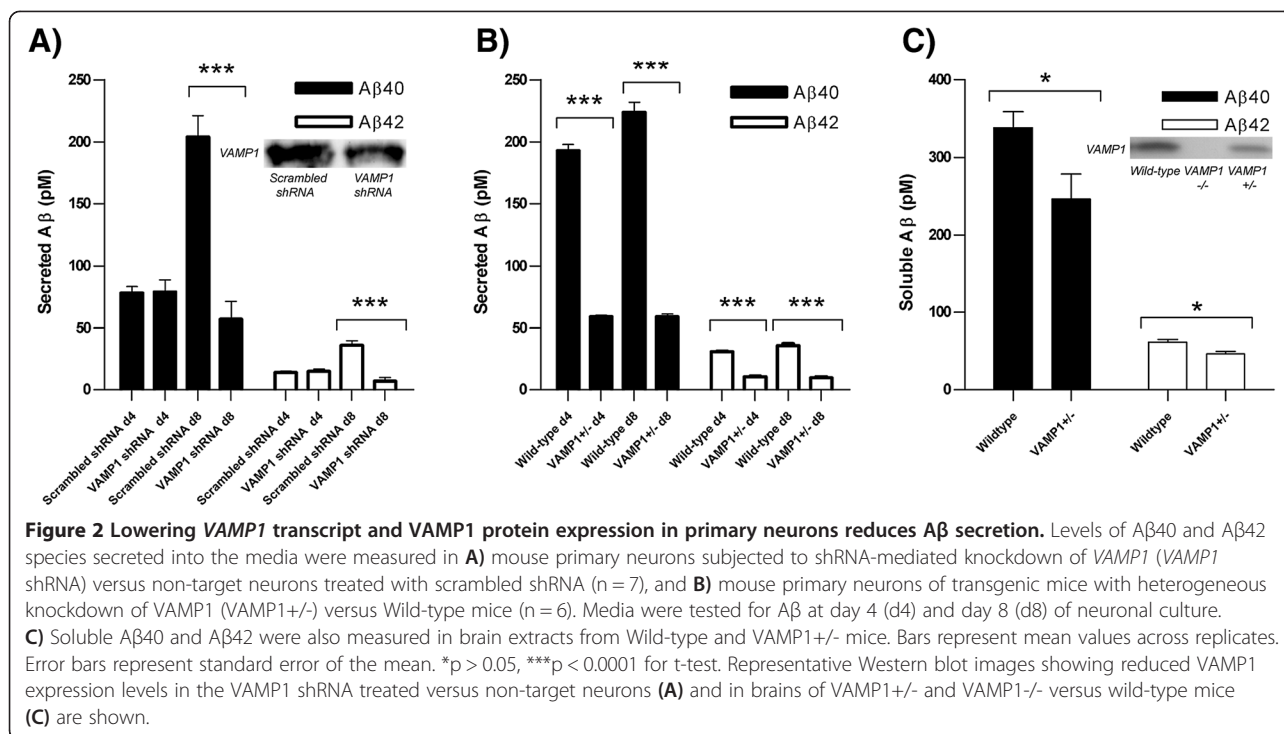 A)
Secreted Aβ (pM)
250
200
150
100
50
0
***
***
Aβ40
Aβ42
VAMP1
Scrambled shRNA
VAMP1 shRNA
Scrambled shRNA d4
VAMP1 shRNA d4
Scrambled shRNA d8
VAMP1 shRNA d8
Scrambled shRNA d4
VAMP1 shRNA d4
Scrambled shRNA d8
VAMP1 shRNA d8
B)
Secreted Aβ (pM)
250
200
150
100
50
0
***
***
***
***
Aβ40
Aβ42
Wild-type d4
VAMP1+/- d4
Wild-type d8
VAMP1+/- d8
Wild-type d4
VAMP1+/- d4
Wild-type d8
VAMP1+/- d8
C)
Soluble Aβ (pM)
400
300
200
100
0
*
*
Aβ40
Aβ42
VAMP1
Wild-type
VAMP1 -/-
VAMP1 +/-
Wildtype
VAMP1+/-
Wildtype
VAMP1+/-
Figure 2 Lowering VAMP1 transcript and VAMP1 protein expression in primary neurons reduces Aβ secretion. Levels of Aβ40 and Aβ42
species secreted into the media were measured in A) mouse primary neurons subjected to shRNA-mediated knockdown of VAMP1 (VAMP1
shRNA) versus non-target neurons treated with scrambled shRNA (n = 7), and B) mouse primary neurons of transgenic mice with heterogeneous
knockdown of VAMP1 (VAMP1+/-) versus Wild-type mice (n = 6). Media were tested for Aβ at day 4 (d4) and day 8 (d8) of neuronal culture.
C) Soluble Aβ40 and Aβ42 were also measured in brain extracts from Wild-type and VAMP1+/- mice. Bars represent mean values across replicates.
Error bars represent standard error of the mean. *p > 0.05, ***p < 0.0001 for t-test. Representative Western blot images showing reduced VAMP1
expression levels in the VAMP1 shRNA treated versus non-target neurons (A) and in brains of VAMP1+/- and VAMP1-/- versus wild-type mice
(C) are shown.